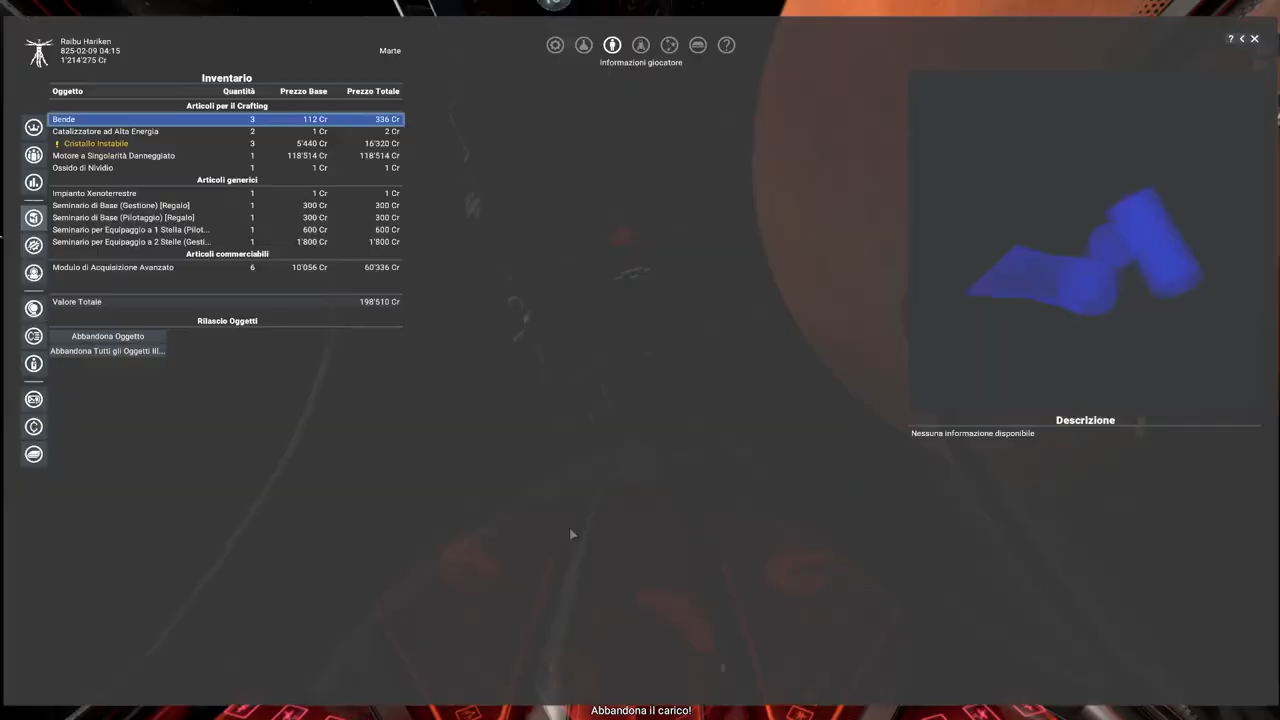 Raibu Hariken
825-02-09 04:15
1'214'275 Cr
Marte
? < ×
?
informazioni giocatore
Inventario
Oggetto Quantità Prezzo Base Prezzo Totale
Articoli per il Crafting
Bende 3 112 Cr 336 Cr
Catalizzatore ad Alta Energia 2 1 Cr 2 Cr
! Cristallo Instabile 3 5'440 Cr 16'320 Cr
Motore a Singolarità Danneggiato 1 118'514 Cr 118'514 Cr
Ossido di Nividio 1 1 Cr 1 Cr
Articoli generici
Impianto Xenoterrestre 1 1 Cr 1 Cr
Seminario di Base (Gestione) [Regalo] 1 300 Cr 300 Cr
Seminario di Base (Pilotaggio) [Regalo] 1 300 Cr 300 Cr
Seminario per Equipaggio a 1 Stella (Pilot... 1 600 Cr 600 Cr
Seminario per Equipaggio a 2 Stelle (Gesti... 1 1'800 Cr 1'800 Cr
Articoli commerciabili
Modulo di Acquisizione Avanzato 6 10'056 Cr 60'336 Cr
Valore Totale 198'510 Cr
Rilascio Oggetti
Abbandona Oggetto
Abbandona Tutti gli Oggetti Ill...
Descrizione
Nessuna informazione disponibile
Abbandona il carico!